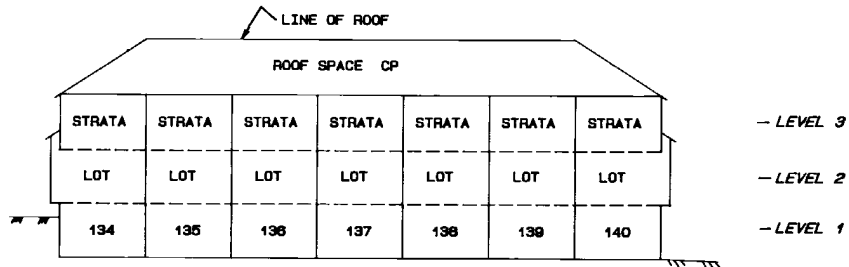 LINE OF ROOF
ROOF SPACE CP
STRATA STRATA STRATA STRATA STRATA STRATA STRATA — LEVEL 3
LOT LOT LOT LOT LOT LOT LOT — LEVEL 2
134 135 136 137 138 139 140 — LEVEL 1